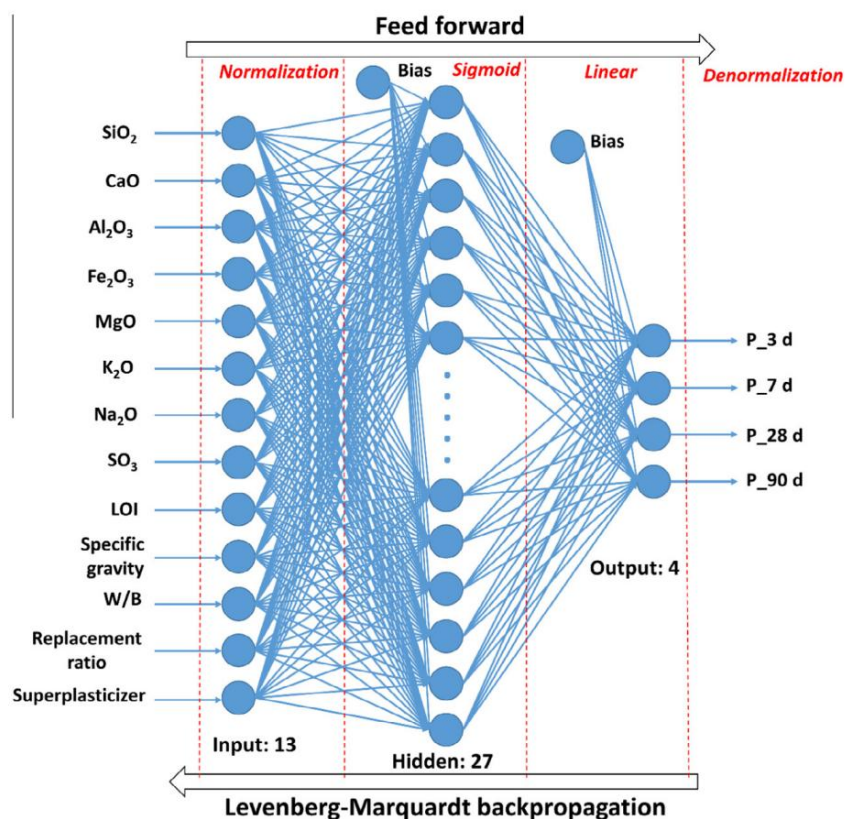 Feed forward
Normalization
Bias
Sigmoid
Linear
Denormalization
Bias
SiO₂
CaO
Al₂O₃
Fe₂O₃
MgO
K₂O
Na₂O
SO₃
LOI
Specific
gravity
W/B
Replacement
ratio
Superplasticizer
P_3 d
P_7 d
P_28 d
P_90 d
Output: 4
Input: 13
Hidden: 27
Levenberg-Marquardt backpropagation